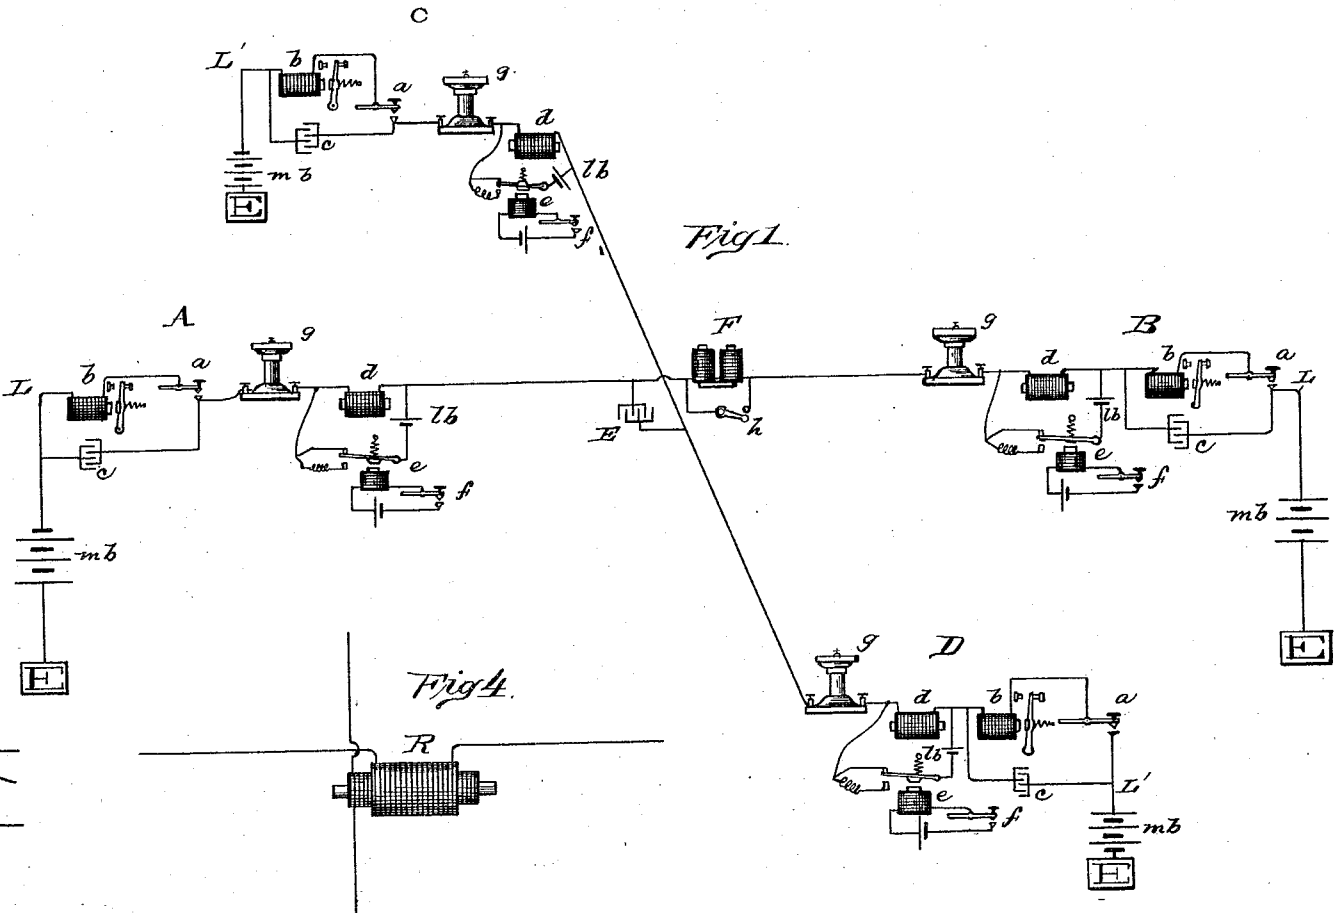 C
L' b a g d
c
m b
lb
E
e
f
Fig 1.
A g F g B
L b a d d b a L
lb h lb
E
c e e c
f f
mb mb
E E
g D
Fig 4. d b a
R lb
e c L'
f mb
E